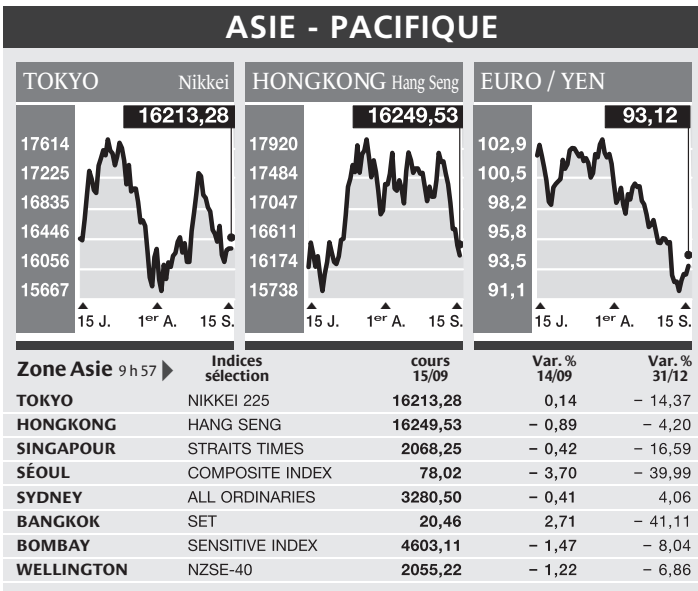 ASIE - PACIFIQUE
TOKYO Nikkei
16213,28
17614
17225
16835
16446
16056
15667
15 J. 1er A. 15 S.
HONGKONG Hang Seng
16249,53
17920
17484
17047
16611
16174
15738
15 J. 1er A. 15 S.
EURO / YEN
93,12
102,9
100,5
98,2
95,8
93,5
91,1
15 J. 1er A. 15 S.
Zone Asie 9 h 57 Indices sélection cours 15/09 Var. % 14/09 Var. % 31/12
TOKYO NIKKEI 225 16213,28 0,14 – 14,37
HONGKONG HANG SENG 16249,53 – 0,89 – 4,20
SINGAPOUR STRAITS TIMES 2068,25 – 0,42 – 16,59
SÉOUL COMPOSITE INDEX 78,02 – 3,70 – 39,99
SYDNEY ALL ORDINARIES 3280,50 – 0,41 4,06
BANGKOK SET 20,46 2,71 – 41,11
BOMBAY SENSITIVE INDEX 4603,11 – 1,47 – 8,04
WELLINGTON NZSE-40 2055,22 – 1,22 – 6,86